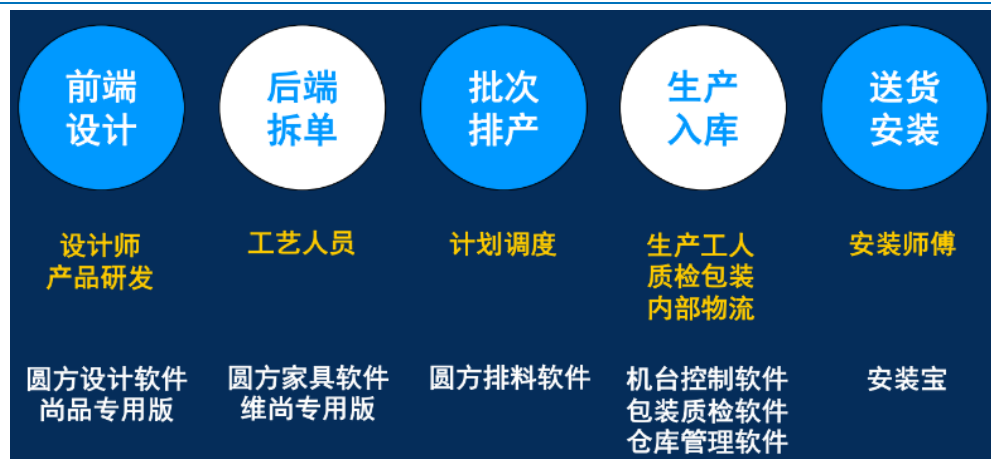 前端
设计
后端
拆单
批次
排产
生产
入库
送货
安装
设计师
产品研发
工艺人员
计划调度
生产工人
质检包装
内部物流
安装师傅
圆方设计软件
尚品专用版
圆方家具软件
维尚专用版
圆方排料软件
机台控制软件
包装质检软件
仓库管理软件
安装宝